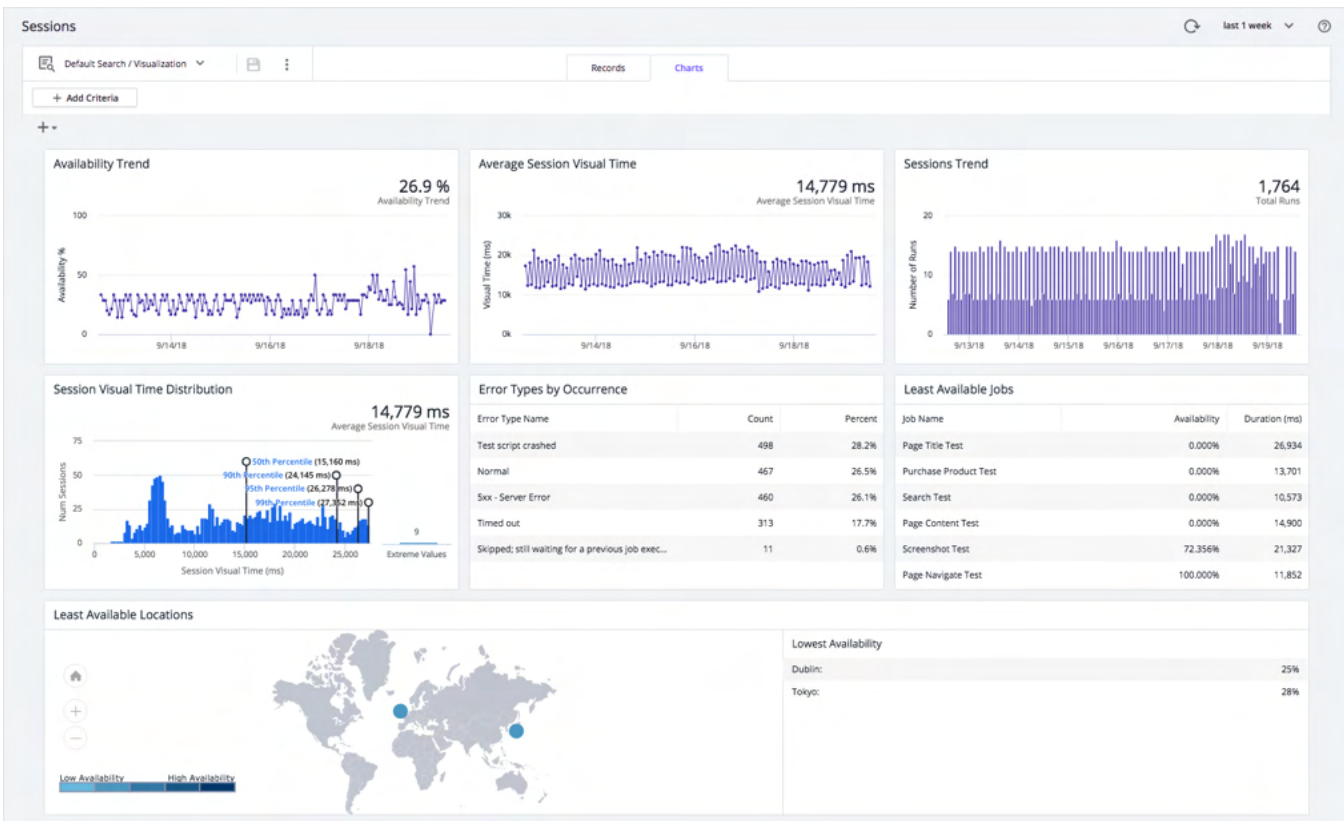 Sessions
last 1 week
Default Search / Visualization
Records
Charts
+ Add Criteria
Availability Trend
26.9 %
Availability Trend
Availability %
100
50
0
9/14/18 9/16/18 9/18/18
Average Session Visual Time
14,779 ms
Average Session Visual Time
Visual Time (ms)
30k
20k
10k
0k
9/14/18 9/16/18 9/18/18
Sessions Trend
1,764
Total Runs
Number of Runs
20
10
0
9/13/18 9/14/18 9/15/18 9/16/18 9/17/18 9/18/18 9/19/18
Session Visual Time Distribution
14,779 ms
Average Session Visual Time
Num Sessions
75
50
25
0
50th Percentile (15,160 ms)
90th Percentile (24,145 ms)
95th Percentile (26,278 ms)
99th Percentile (27,352 ms)
9
0 5,000 10,000 15,000 20,000 25,000 Extreme Values
Session Visual Time (ms)
Error Types by Occurrence
Error Type Name Count Percent
Test script crashed 498 28.2%
Normal 467 26.5%
5xx - Server Error 460 26.1%
Timed out 313 17.7%
Skipped; still waiting for a previous job exec... 11 0.6%
Least Available Jobs
Job Name Availability Duration (ms)
Page Title Test 0.000% 26,934
Purchase Product Test 0.000% 13,701
Search Test 0.000% 10,573
Page Content Test 0.000% 14,900
Screenshot Test 72.356% 21,327
Page Navigate Test 100.000% 11,852
Least Available Locations
Low Availability High Availability
Lowest Availability
Dublin: 25%
Tokyo: 28%